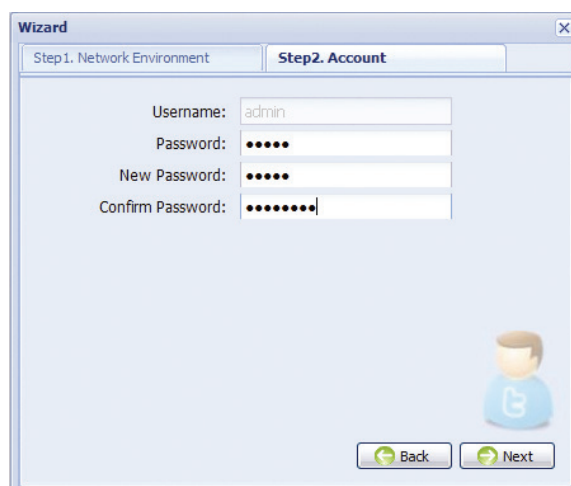 Wizard
Step1. Network Environment
Step2. Account
Username: admin
Password: •••••
New Password: •••••
Confirm Password: ••••••••
Back
Next